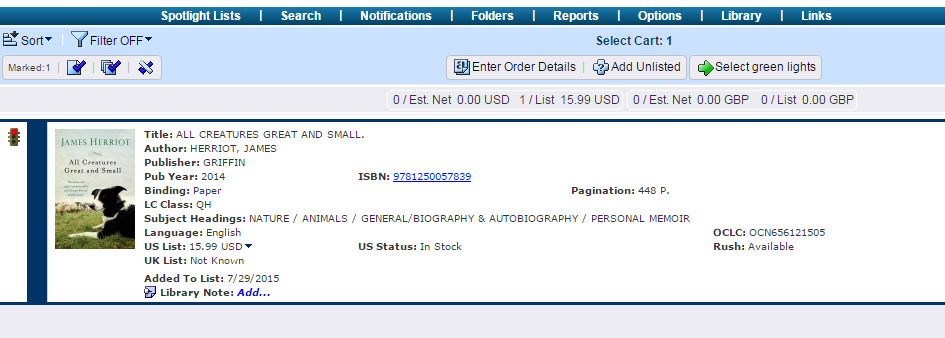 Spotlight Lists | Search | Notifications | Folders | Reports | Options | Library | Links
Sort | Filter OFF Select Cart: 1
Marked:1 | | | Enter Order Details | Add Unlisted Select green lights
0 / Est. Net 0.00 USD 1 / List 15.99 USD 0 / Est. Net 0.00 GBP 0 / List 0.00 GBP
JAMES HERRIOT
All Creatures
Great and Small
Title: ALL CREATURES GREAT AND SMALL.
Author: HERRIOT, JAMES
Publisher: GRIFFIN
Pub Year: 2014 ISBN: 9781250057839
Binding: Paper Pagination: 448 P.
LC Class: QH
Subject Headings: NATURE / ANIMALS / GENERAL/BIOGRAPHY & AUTOBIOGRAPHY / PERSONAL MEMOIR
Language: English OCLC: OCN656121505
US List: 15.99 USD US Status: In Stock Rush: Available
UK List: Not Known
Added To List: 7/29/2015
Library Note: Add...